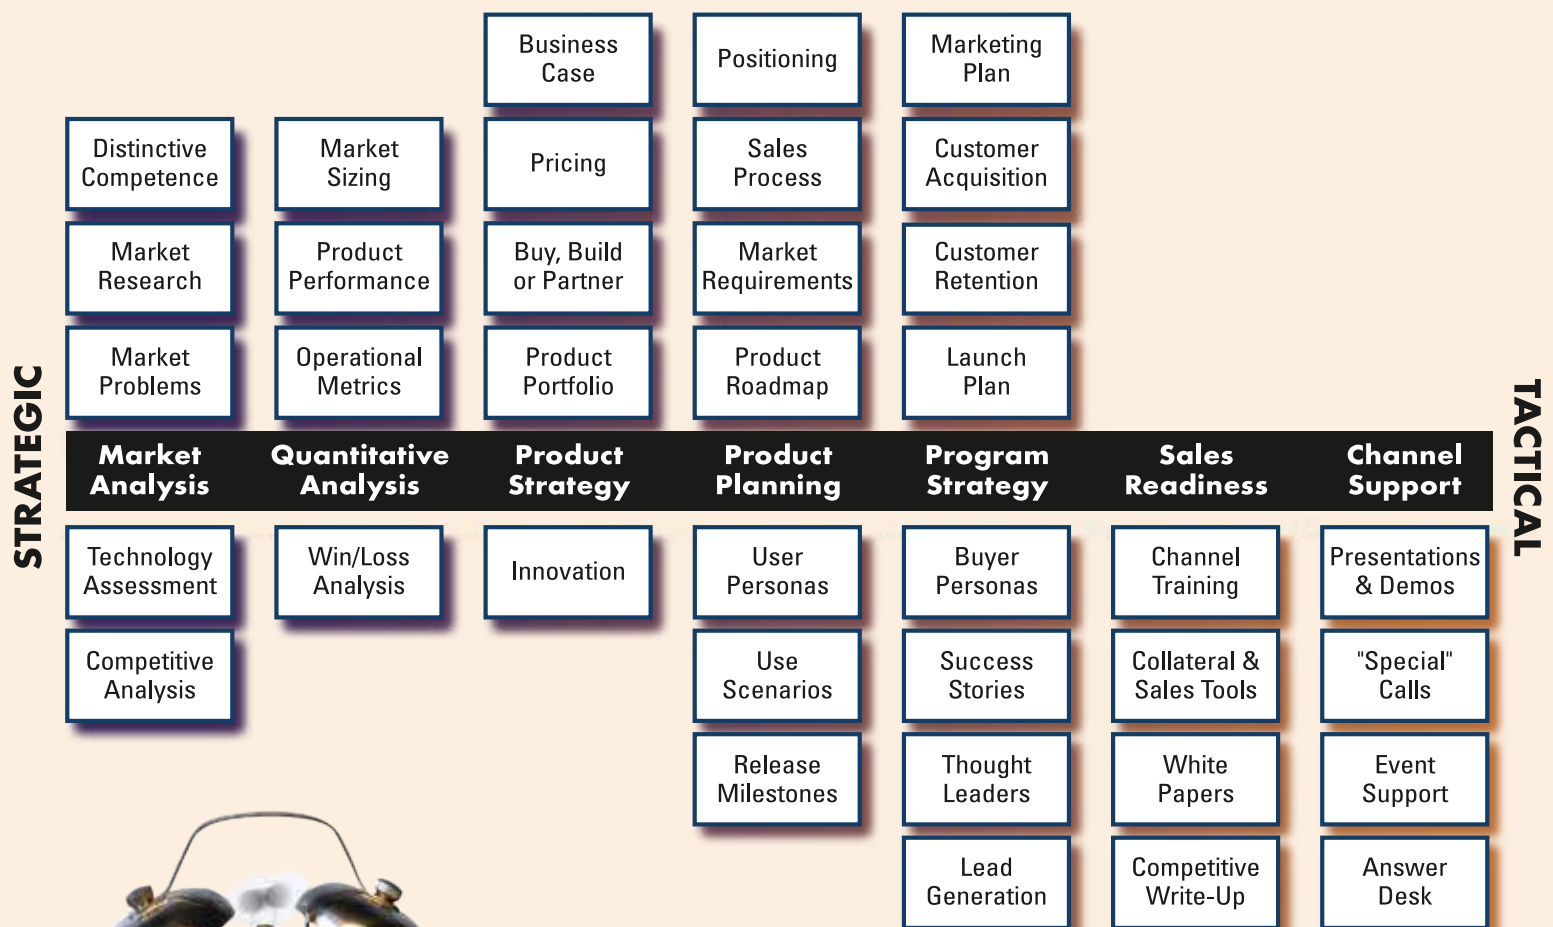 Business
Case
Positioning
Marketing
Plan
Distinctive
Competence
Market
Sizing
Pricing
Sales
Process
Customer
Acquisition
Market
Research
Product
Performance
Buy, Build
or Partner
Market
Requirements
Customer
Retention
Market
Problems
Operational
Metrics
Product
Portfolio
Product
Roadmap
Launch
Plan
STRATEGIC
Market
Analysis
Quantitative
Analysis
Product
Strategy
Product
Planning
Program
Strategy
Sales
Readiness
Channel
Support
TACTICAL
Technology
Assessment
Win/Loss
Analysis
Innovation
User
Personas
Buyer
Personas
Channel
Training
Presentations
& Demos
Competitive
Analysis
Use
Scenarios
Success
Stories
Collateral &
Sales Tools
"Special"
Calls
Release
Milestones
Thought
Leaders
White
Papers
Event
Support
Lead
Generation
Competitive
Write-Up
Answer
Desk